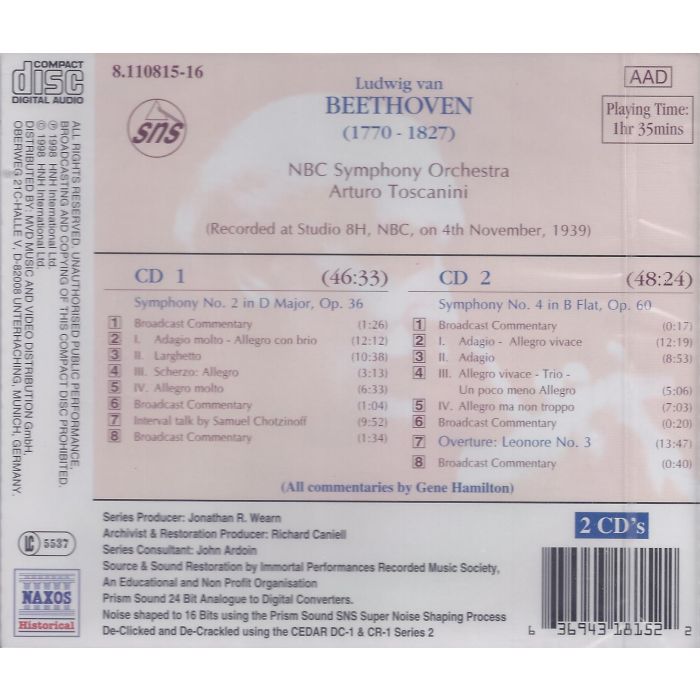 COMPACT
disc
DIGITAL AUDIO
8.110815-16
sns
Ludwig van
BEETHOVEN
(1770 - 1827)
AAD
Playing Time:
1hr 35mins
NBC Symphony Orchestra
Arturo Toscanini
(Recorded at Studio 8H, NBC, on 4th November, 1939)
CD 1 (46:33)
Symphony No. 2 in D Major, Op. 36
1 Broadcast Commentary (1:26)
2 I. Adagio molto - Allegro con brio (12:12)
3 II. Larghetto (10:38)
4 III. Scherzo: Allegro (3:13)
5 IV. Allegro molto (6:33)
6 Broadcast Commentary (1:04)
7 Interval talk by Samuel Chotzinoff (9:52)
8 Broadcast Commentary (1:34)
CD 2 (48:24)
Symphony No. 4 in B Flat, Op. 60
1 Broadcast Commentary (0:17)
2 I. Adagio - Allegro vivace (12:19)
3 II. Adagio (8:53)
4 III. Allegro vivace - Trio -
Un poco meno Allegro (5:06)
5 IV. Allegro ma non troppo (7:03)
6 Broadcast Commentary (0:20)
7 Overture: Leonore No. 3 (13:47)
8 Broadcast Commentary (0:40)
(All commentaries by Gene Hamilton)
Series Producer: Jonathan R. Wearn
Archivist & Restoration Producer: Richard Caniell
Series Consultant: John Ardoin
Source & Sound Restoration by Immortal Performances Recorded Music Society,
An Educational and Non Profit Organisation
Prism Sound 24 Bit Analogue to Digital Converters.
Noise shaped to 16 Bits using the Prism Sound SNS Super Noise Shaping Process
De-Clicked and De-Crackled using the CEDAR DC-1 & CR-1 Series 2
2 CD's
6 36943 18152 2
ALL RIGHTS RESERVED. UNAUTHORISED PUBLIC PERFORMANCE,
BROADCASTING AND COPYING OF THIS COMPACT DISC PROHIBITED.
℗ 1998 HNH International Ltd.
© 1998 HNH International Ltd.
DISTRIBUTED BY: MVD MUSIC AND VIDEO DISTRIBUTION GmbH,
OBERWEG 21C-HALLE V, D-82008 UNTERHACHING, MUNICH, GERMANY.
LC 5537
NAXOS
Historical